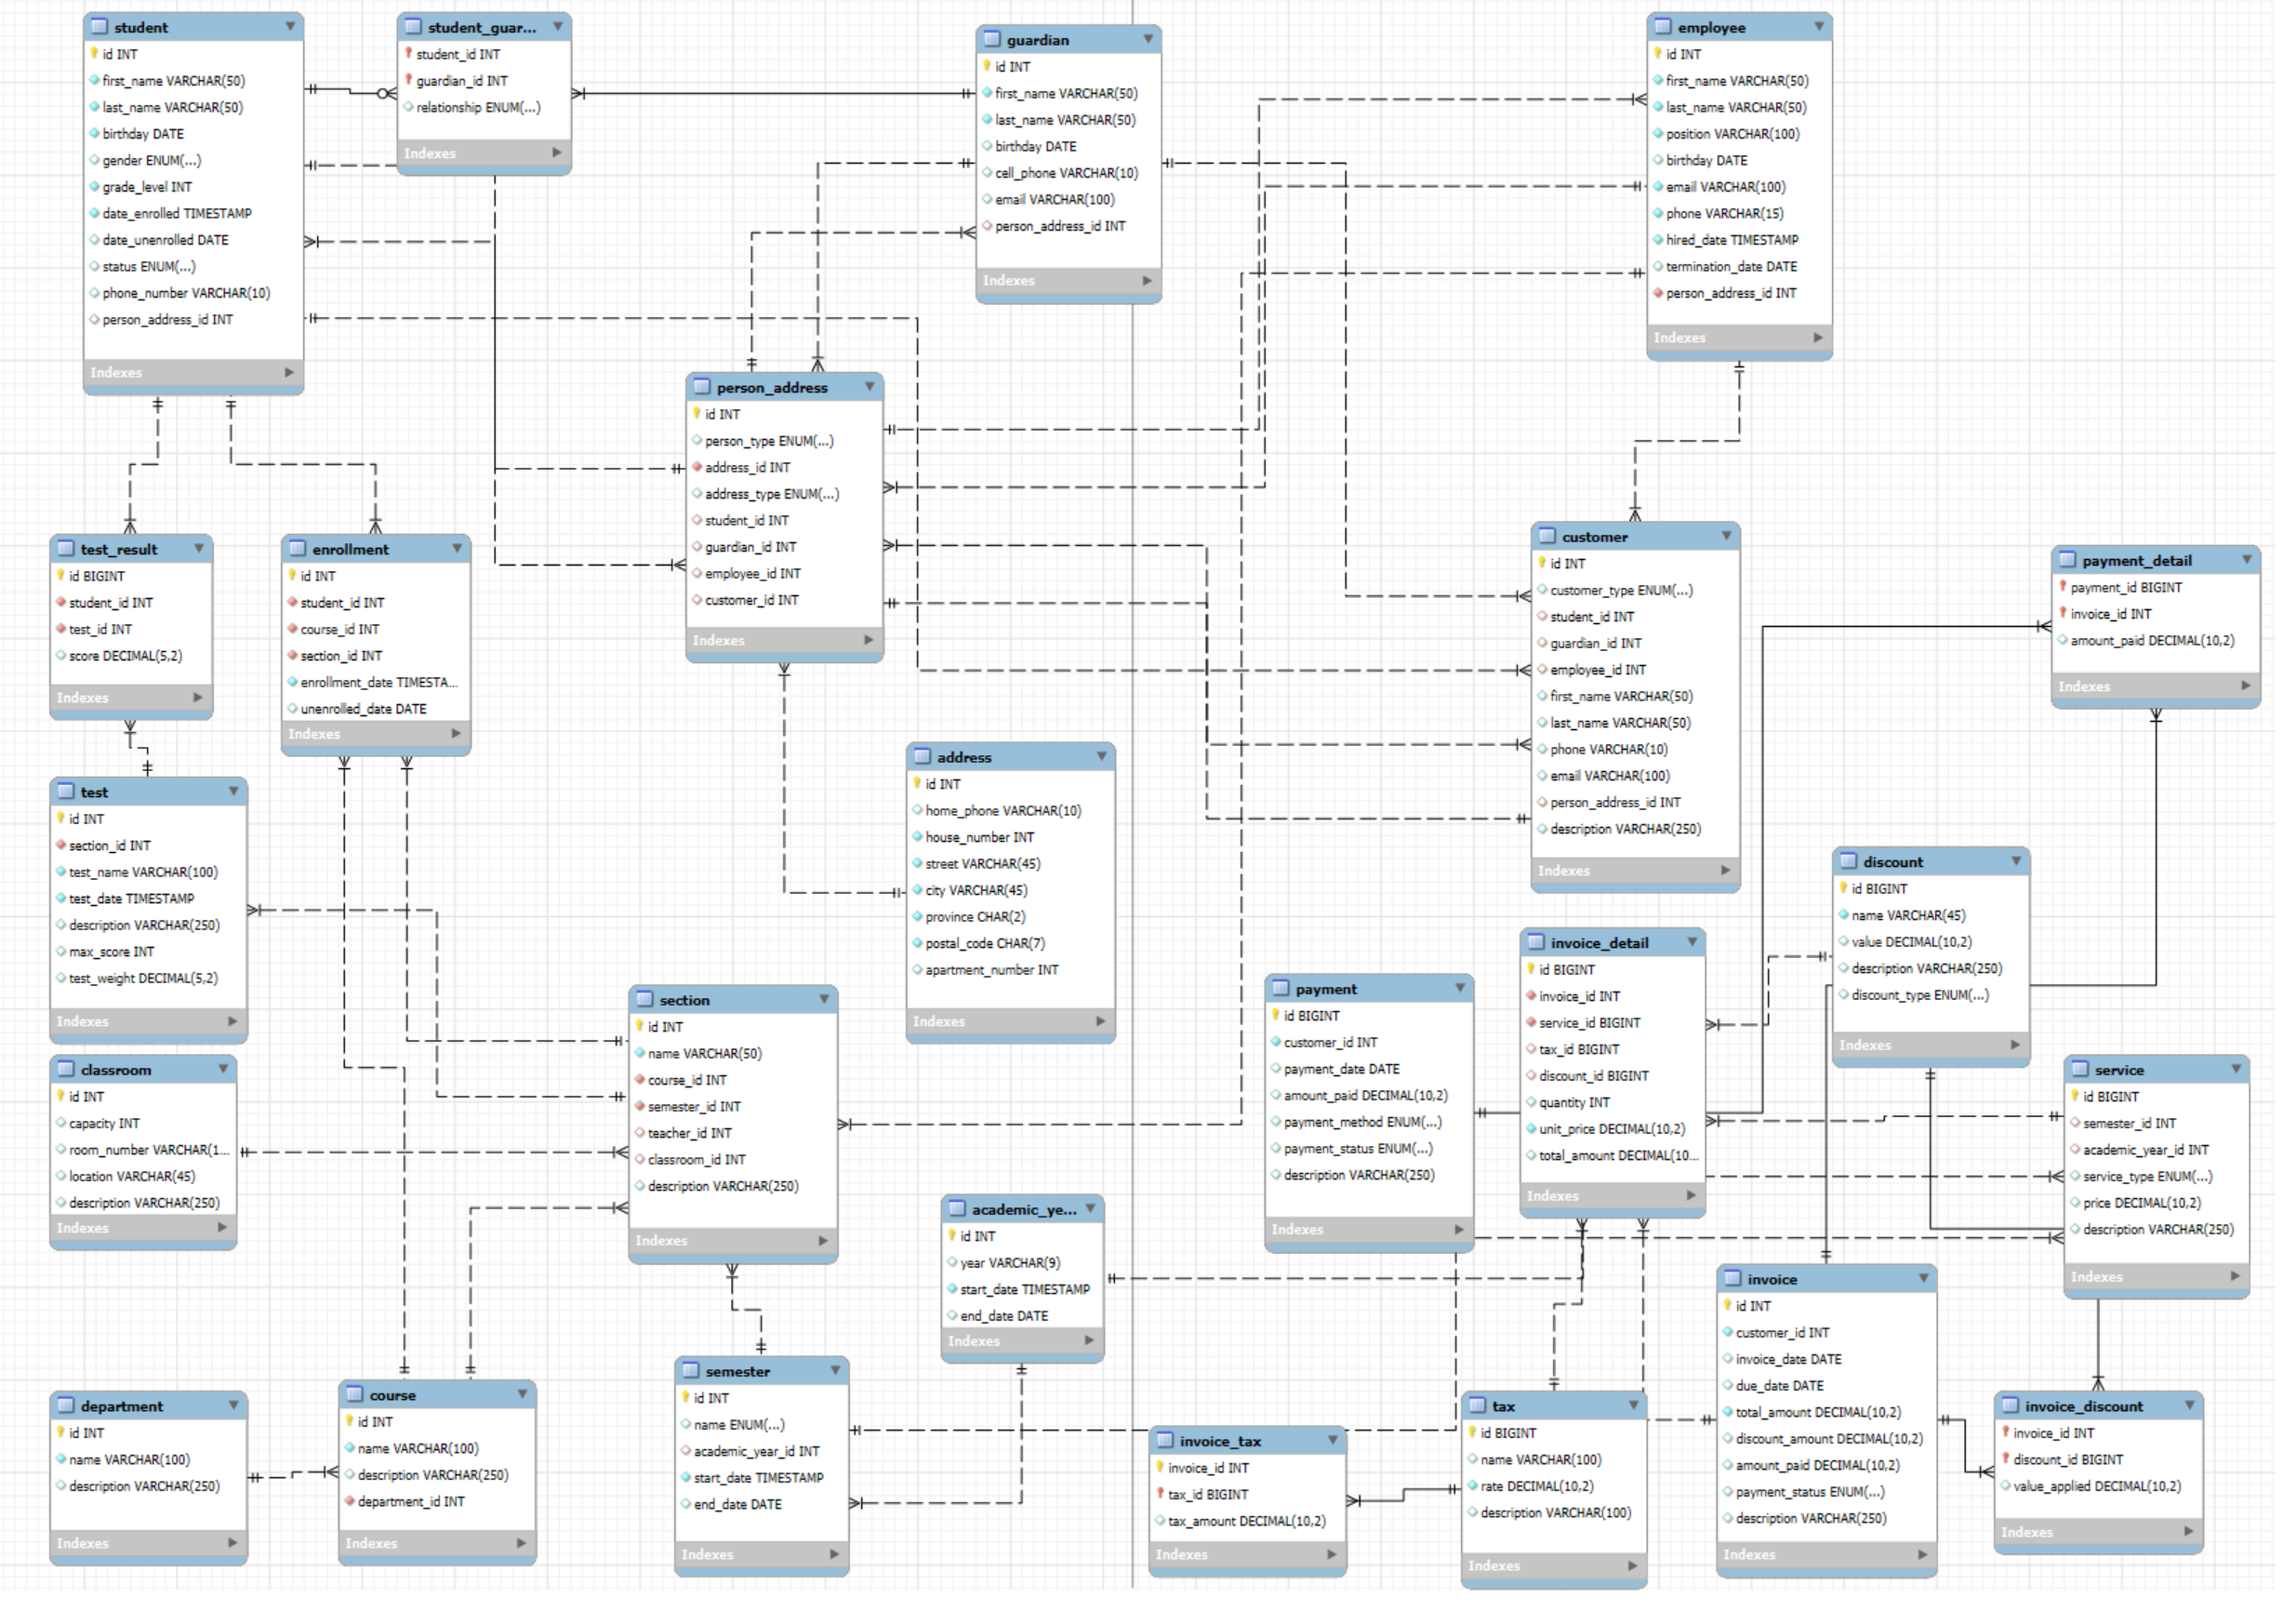 student
id INT
first_name VARCHAR(50)
last_name VARCHAR(50)
birthday DATE
gender ENUM(...)
grade_level INT
date_enrolled TIMESTAMP
date_unenrolled DATE
status ENUM(...)
phone_number VARCHAR(10)
person_address_id INT
Indexes
student_guar...
student_id INT
guardian_id INT
relationship ENUM(...)
Indexes
guardian
id INT
first_name VARCHAR(50)
last_name VARCHAR(50)
birthday DATE
cell_phone VARCHAR(10)
email VARCHAR(100)
person_address_id INT
Indexes
employee
id INT
first_name VARCHAR(50)
last_name VARCHAR(50)
position VARCHAR(100)
birthday DATE
email VARCHAR(100)
phone VARCHAR(15)
hired_date TIMESTAMP
termination_date DATE
person_address_id INT
Indexes
person_address
id INT
person_type ENUM(...)
address_id INT
address_type ENUM(...)
student_id INT
guardian_id INT
employee_id INT
customer_id INT
Indexes
test_result
id BIGINT
student_id INT
test_id INT
score DECIMAL(5,2)
Indexes
enrollment
id INT
student_id INT
course_id INT
section_id INT
enrollment_date TIMESTA...
unenrolled_date DATE
Indexes
customer
id INT
customer_type ENUM(...)
student_id INT
guardian_id INT
employee_id INT
first_name VARCHAR(50)
last_name VARCHAR(50)
phone VARCHAR(10)
email VARCHAR(100)
person_address_id INT
description VARCHAR(250)
Indexes
payment_detail
payment_id BIGINT
invoice_id INT
amount_paid DECIMAL(10,2)
Indexes
test
id INT
section_id INT
test_name VARCHAR(100)
test_date TIMESTAMP
description VARCHAR(250)
max_score INT
test_weight DECIMAL(5,2)
Indexes
address
id INT
home_phone VARCHAR(10)
house_number INT
street VARCHAR(45)
city VARCHAR(45)
province CHAR(2)
postal_code CHAR(7)
apartment_number INT
Indexes
discount
id BIGINT
name VARCHAR(45)
value DECIMAL(10,2)
description VARCHAR(250)
discount_type ENUM(...)
Indexes
invoice_detail
id BIGINT
invoice_id INT
service_id BIGINT
tax_id BIGINT
discount_id BIGINT
quantity INT
unit_price DECIMAL(10,2)
total_amount DECIMAL(10...
Indexes
payment
id BIGINT
customer_id INT
payment_date DATE
amount_paid DECIMAL(10,2)
payment_method ENUM(...)
payment_status ENUM(...)
description VARCHAR(250)
Indexes
section
id INT
name VARCHAR(50)
course_id INT
semester_id INT
teacher_id INT
classroom_id INT
description VARCHAR(250)
Indexes
classroom
id INT
capacity INT
room_number VARCHAR(1...
location VARCHAR(45)
description VARCHAR(250)
Indexes
service
id BIGINT
semester_id INT
academic_year_id INT
service_type ENUM(...)
price DECIMAL(10,2)
description VARCHAR(250)
Indexes
academic_ye...
id INT
year VARCHAR(9)
start_date TIMESTAMP
end_date DATE
Indexes
invoice
id INT
customer_id INT
invoice_date DATE
due_date DATE
total_amount DECIMAL(10,2)
discount_amount DECIMAL(10,2)
amount_paid DECIMAL(10,2)
payment_status ENUM(...)
description VARCHAR(250)
Indexes
department
id INT
name VARCHAR(100)
description VARCHAR(250)
Indexes
course
id INT
name VARCHAR(100)
description VARCHAR(250)
department_id INT
Indexes
semester
id INT
name ENUM(...)
academic_year_id INT
start_date TIMESTAMP
end_date DATE
Indexes
invoice_tax
invoice_id INT
tax_id BIGINT
tax_amount DECIMAL(10,2)
Indexes
tax
id BIGINT
name VARCHAR(100)
rate DECIMAL(10,2)
description VARCHAR(100)
Indexes
invoice_discount
invoice_id INT
discount_id BIGINT
value_applied DECIMAL(10,2)
Indexes